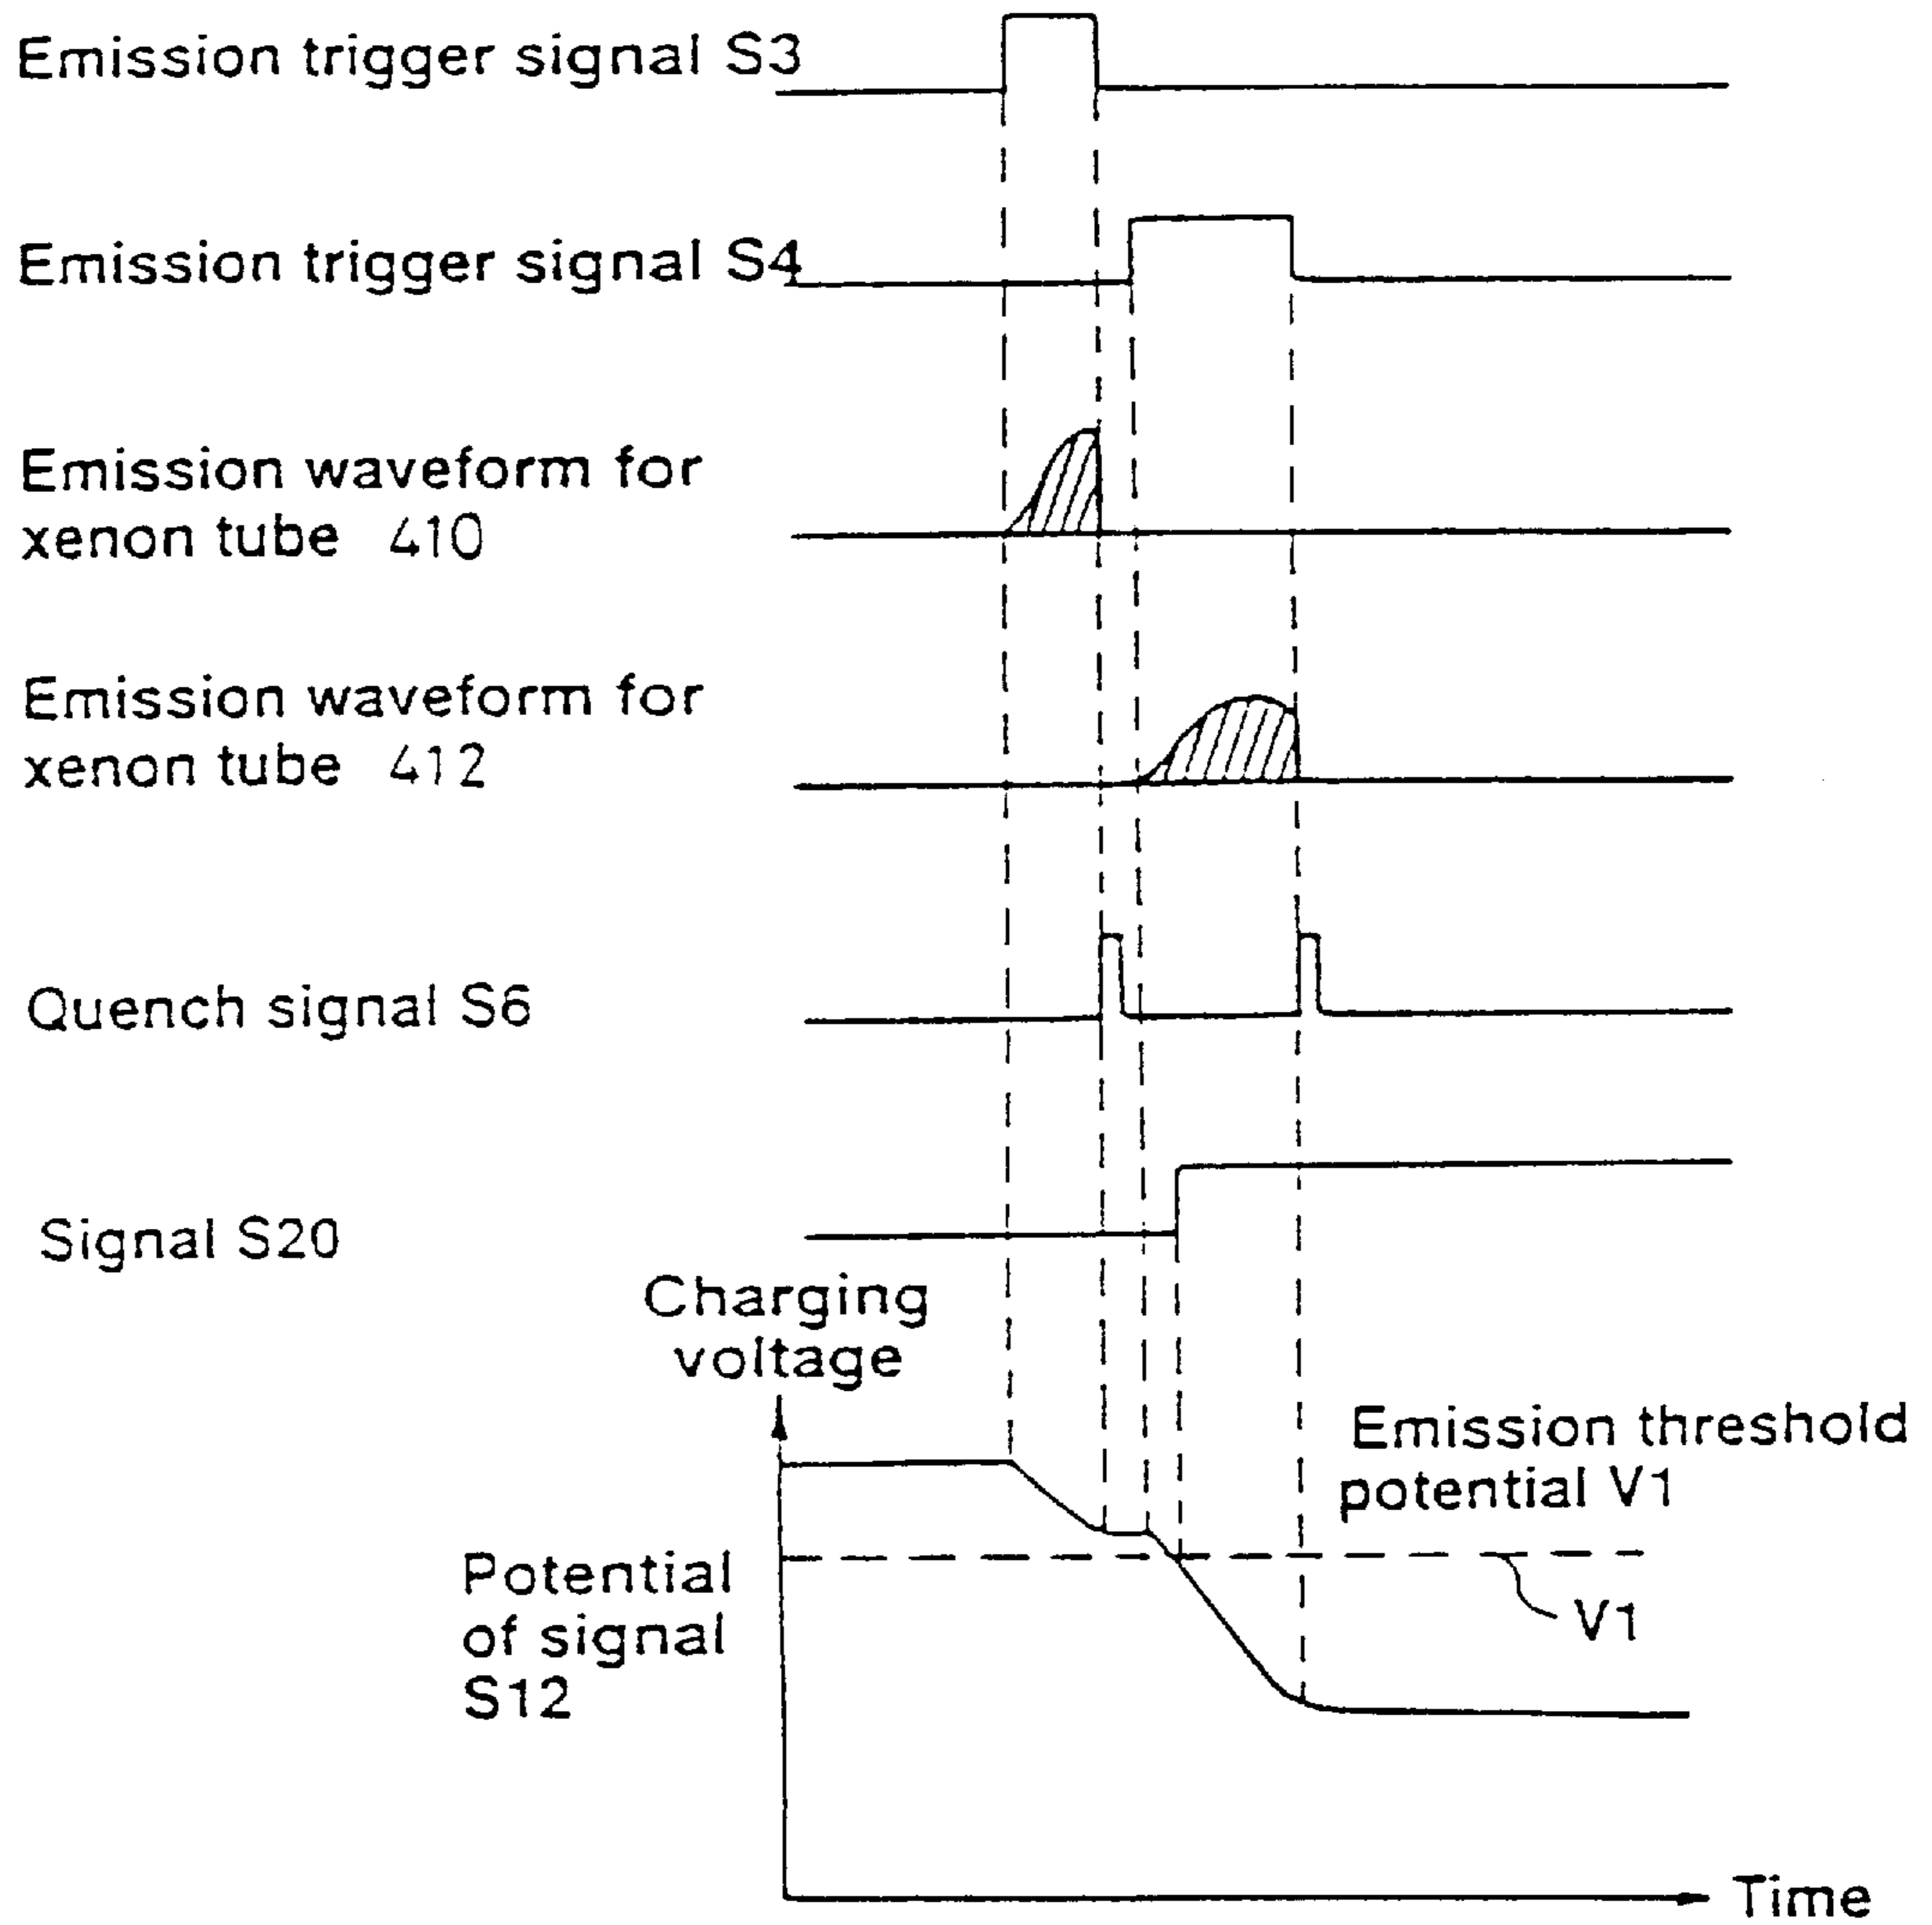 Emission trigger signal S3
Emission trigger signal S4
Emission waveform for
xenon tube 410
Emission waveform for
xenon tube 412
Quench signal S6
Signal S20
Charging
voltage
Emission threshold
potential V1
Potential
of signal
S12
V1
Time